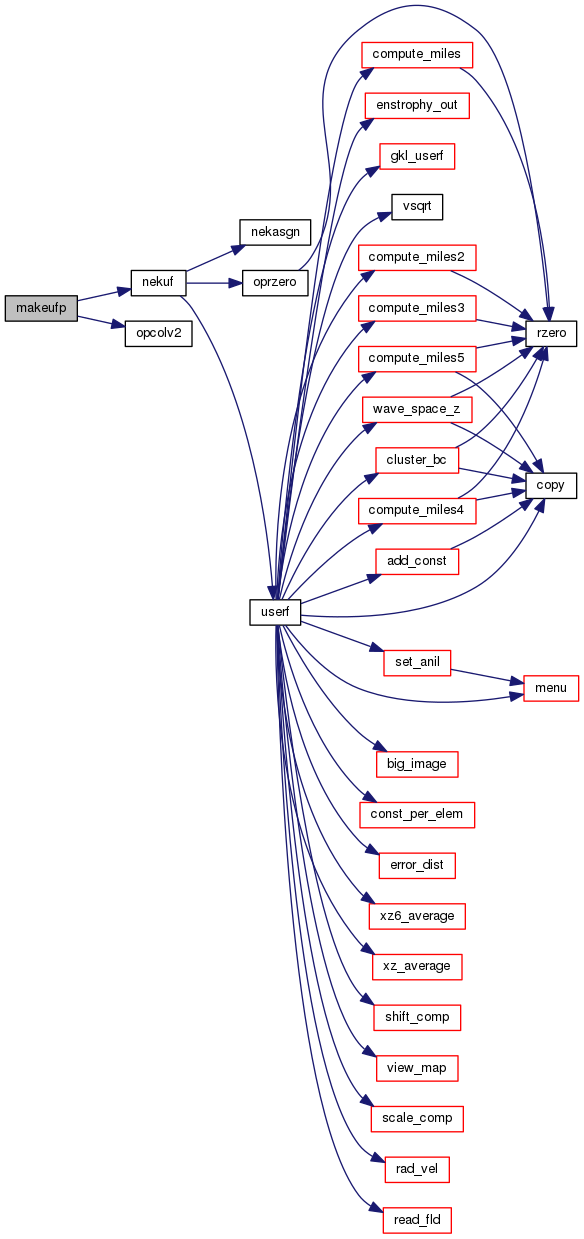 compute_miles
enstrophy_out
gkl_userf
vsqrt
nekasgn
compute_miles2
nekuf
oprzero
makeufp
compute_miles3
opcolv2
rzero
compute_miles5
wave_space_z
cluster_bc
copy
compute_miles4
add_const
userf
set_anil
menu
big_image
const_per_elem
error_dist
xz6_average
xz_average
shift_comp
view_map
scale_comp
rad_vel
read_fld